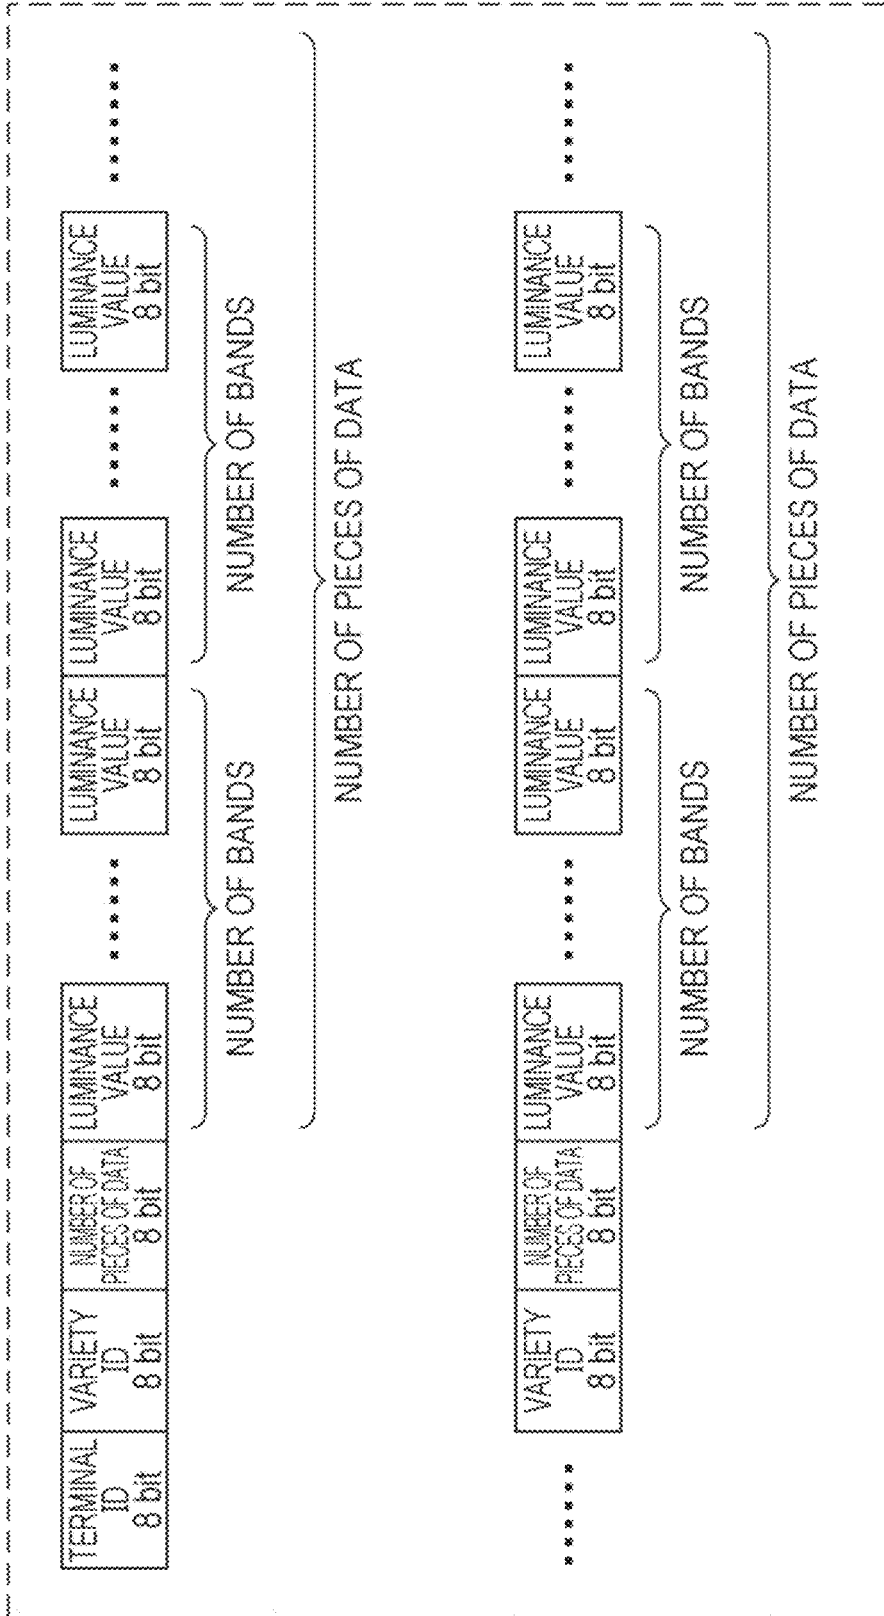 TERMINAL
ID
8 bit
VARIETY
ID
8 bit
NUMBER OF
PIECES OF DATA
8 bit
LUMINANCE
VALUE
8 bit
LUMINANCE
VALUE
8 bit
LUMINANCE
VALUE
8 bit
LUMINANCE
VALUE
8 bit
NUMBER OF BANDS
NUMBER OF BANDS
NUMBER OF PIECES OF DATA
VARIETY
ID
8 bit
NUMBER OF
PIECES OF DATA
8 bit
LUMINANCE
VALUE
8 bit
LUMINANCE
VALUE
8 bit
LUMINANCE
VALUE
8 bit
LUMINANCE
VALUE
8 bit
NUMBER OF BANDS
NUMBER OF BANDS
NUMBER OF PIECES OF DATA